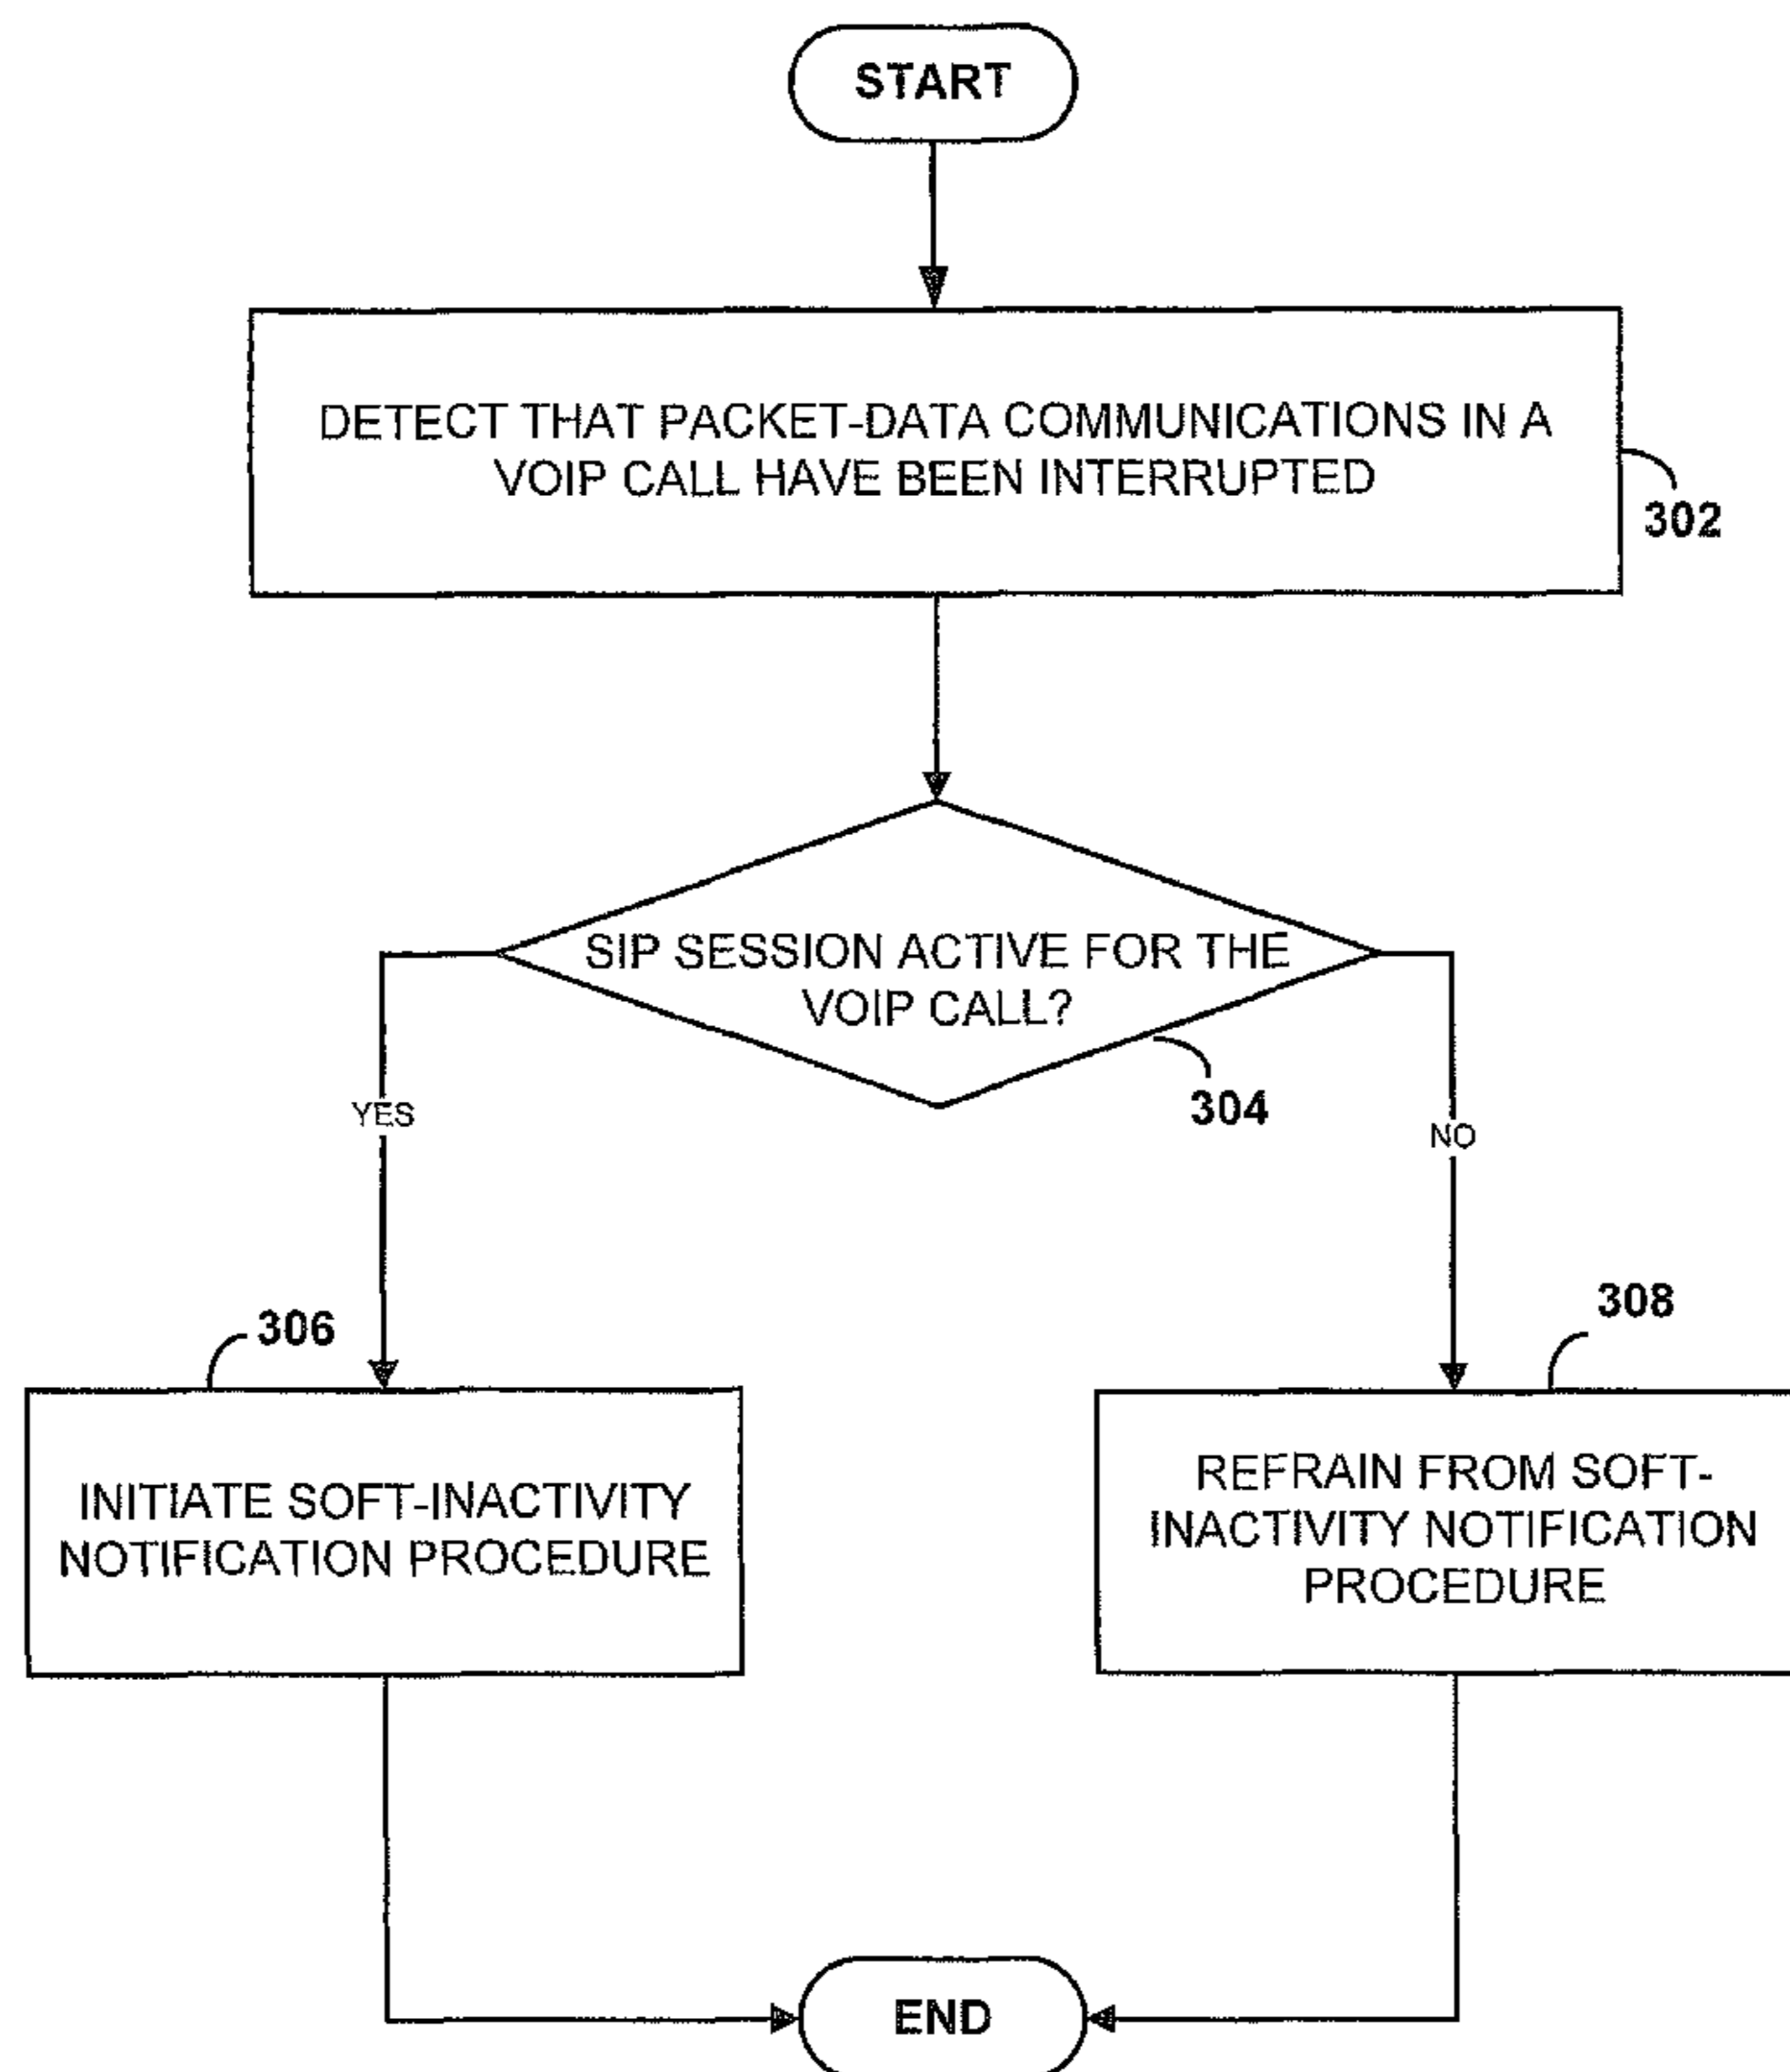 START
DETECT THAT PACKET-DATA COMMUNICATIONS IN A
VOIP CALL HAVE BEEN INTERRUPTED
302
SIP SESSION ACTIVE FOR THE
VOIP CALL?
304
YES
NO
306
308
INITIATE SOFT-INACTIVITY
NOTIFICATION PROCEDURE
REFRAIN FROM SOFT-
INACTIVITY NOTIFICATION
PROCEDURE
END